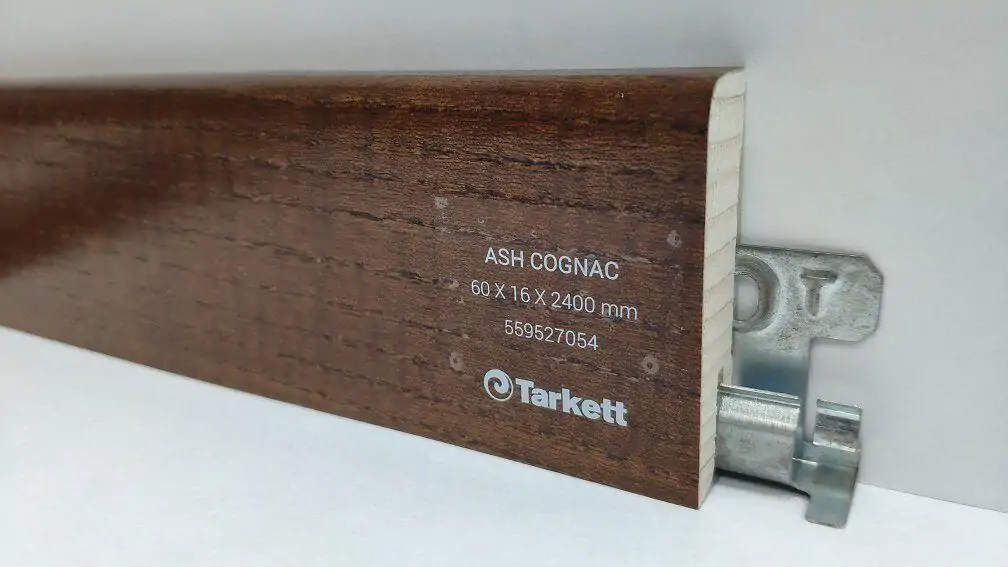 ASH COGNAC
60 X 16 X 2400 mm
559527054
Tarkett
T